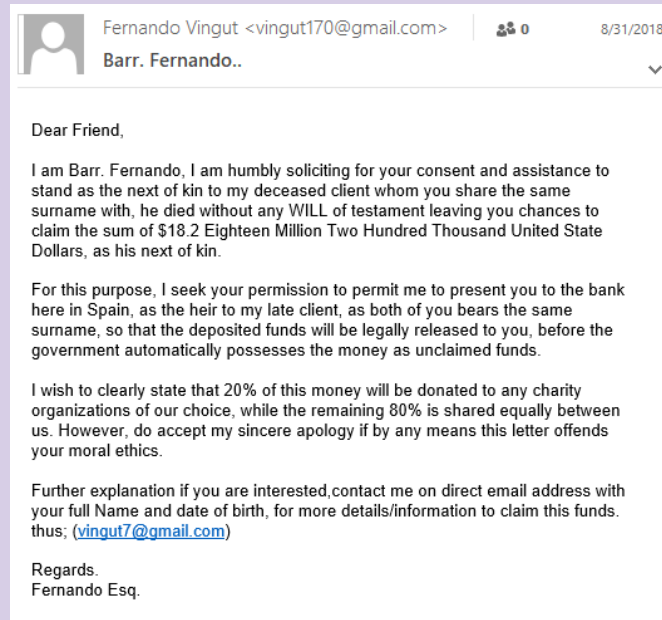 Fernando Vingut <vingut170@gmail.com> 0 8/31/2018
Barr. Fernando..
Dear Friend,
I am Barr. Fernando, I am humbly soliciting for your consent and assistance to
stand as the next of kin to my deceased client whom you share the same
surname with, he died without any WILL of testament leaving you chances to
claim the sum of $18.2 Eighteen Million Two Hundred Thousand United State
Dollars, as his next of kin.
For this purpose, I seek your permission to permit me to present you to the bank
here in Spain, as the heir to my late client, as both of you bears the same
surname, so that the deposited funds will be legally released to you, before the
government automatically possesses the money as unclaimed funds.
I wish to clearly state that 20% of this money will be donated to any charity
organizations of our choice, while the remaining 80% is shared equally between
us. However, do accept my sincere apology if by any means this letter offends
your moral ethics.
Further explanation if you are interested,contact me on direct email address with
your full Name and date of birth, for more details/information to claim this funds.
thus; (vingut7@gmail.com)
Regards.
Fernando Esq.